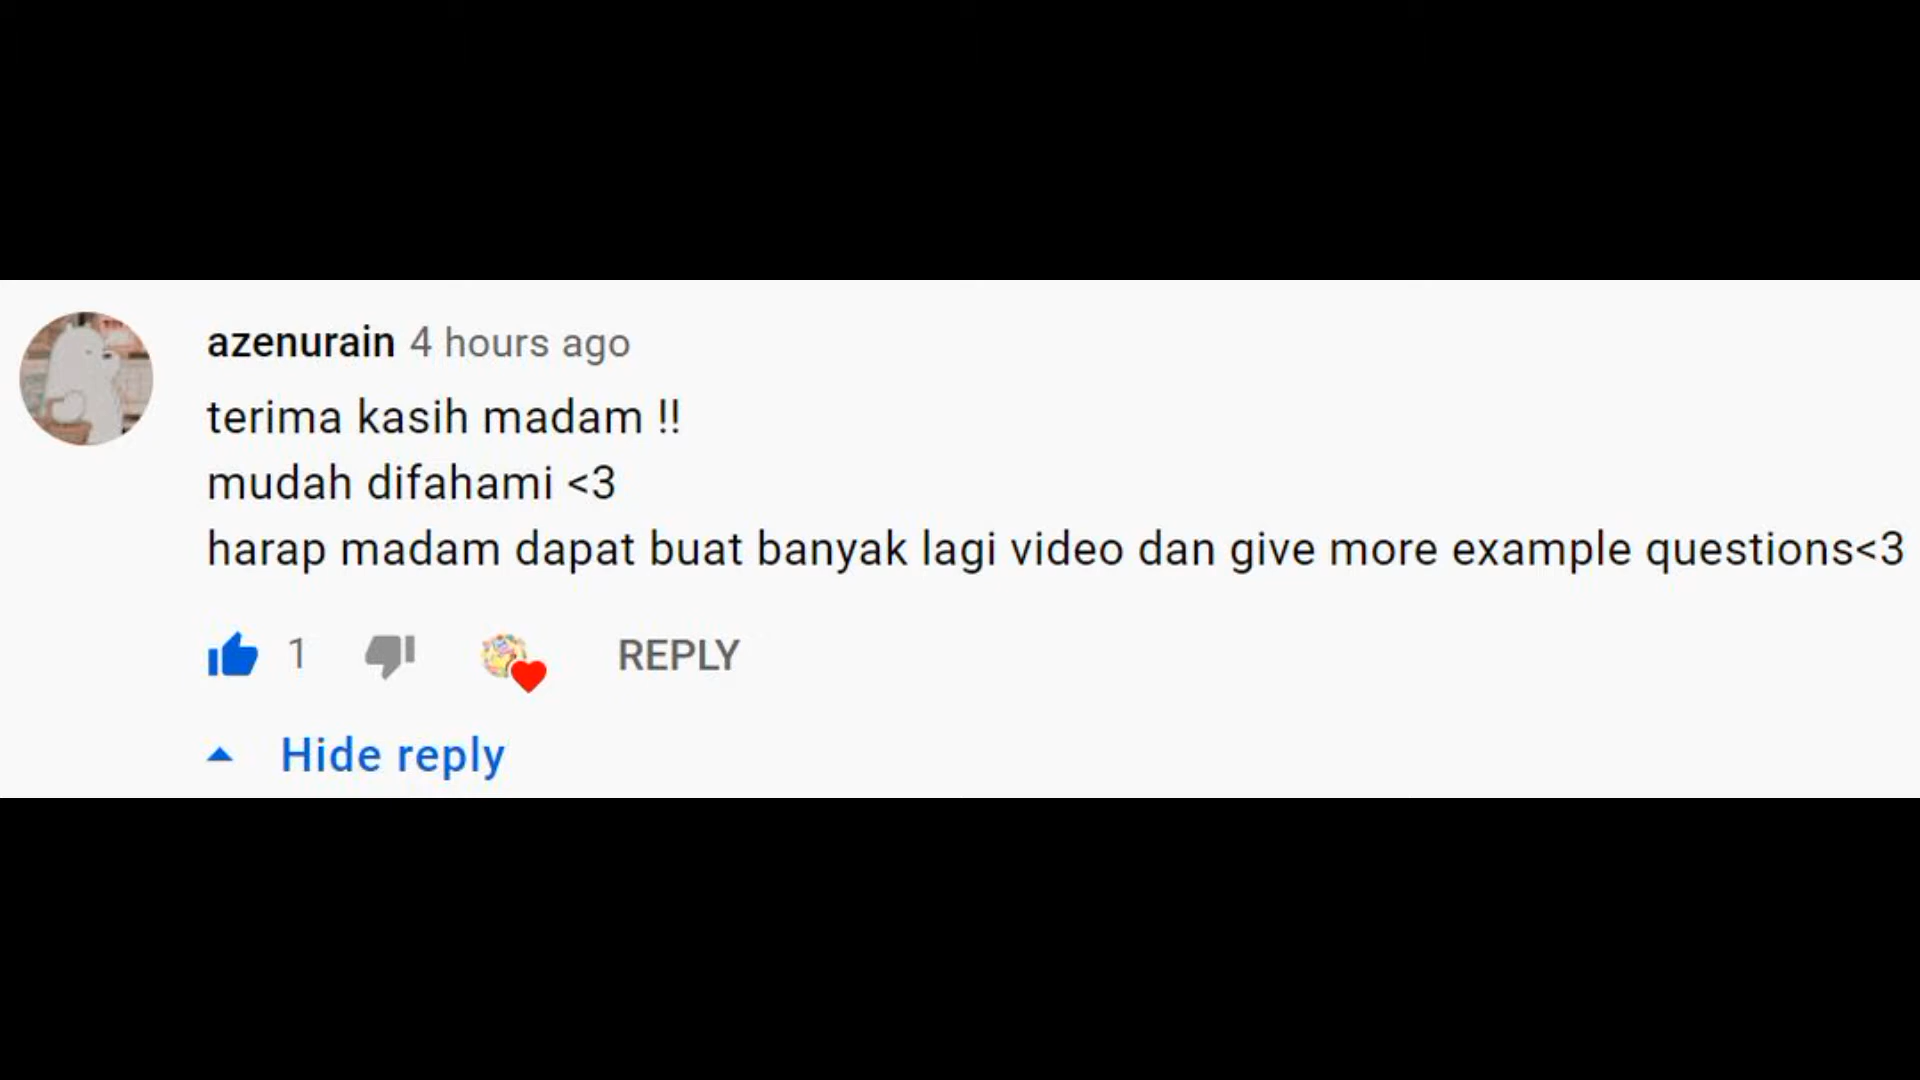 azenurain 4 hours ago
terima kasih madam !!
mudah difahami <3
harap madam dapat buat banyak lagi video dan give more example questions<3
1 REPLY
Hide reply